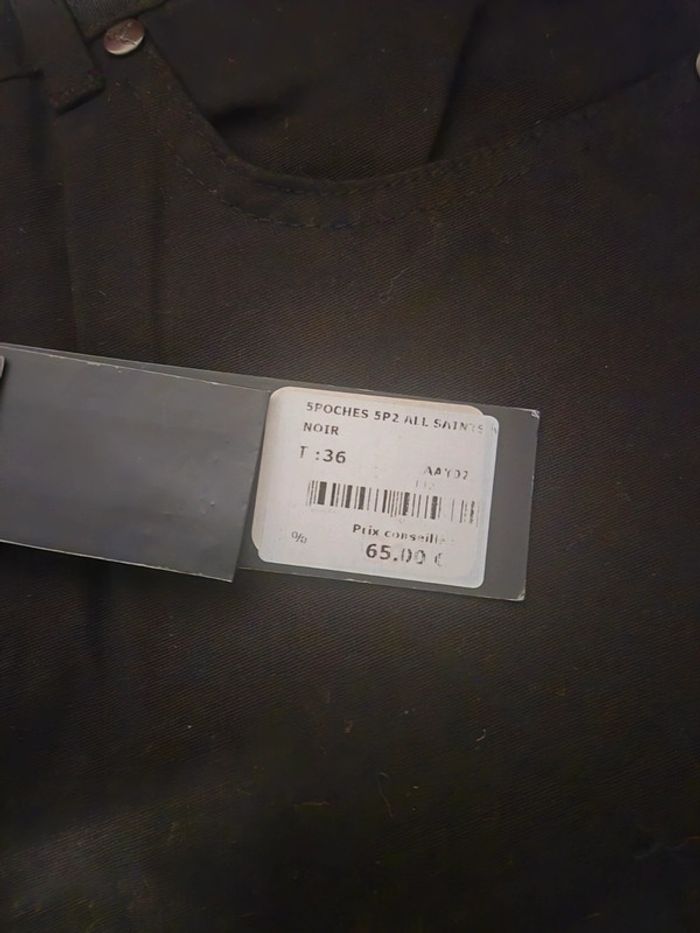 5POCHES 5P2 ALL SAINTS
NOIR
T :36
AAY02
%
Prix conseillé
65.00 €